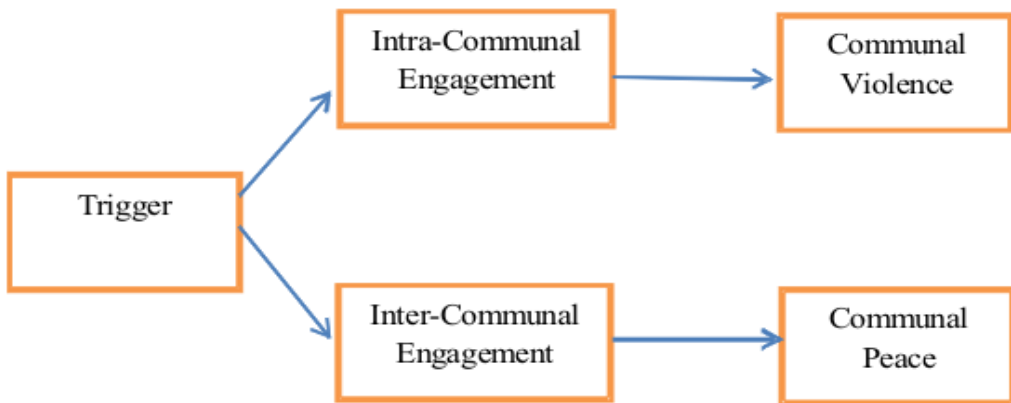 Intra-Communal
Engagement
Communal
Violence
Trigger
Inter-Communal
Engagement
Communal
Peace